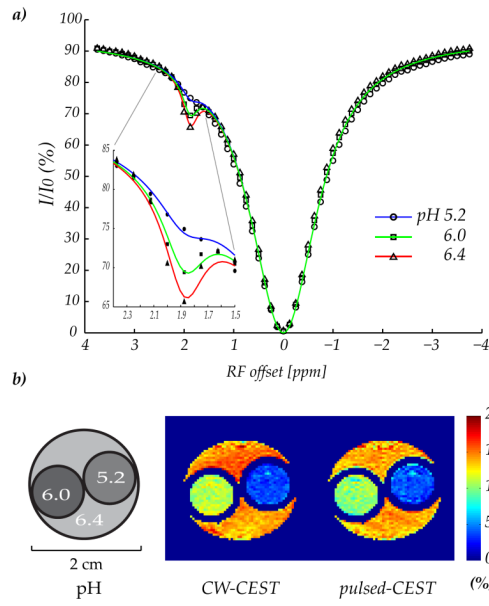 a)
I/I0 (%)
100
90
80
70
60
50
40
30
20
10
0
85
80
75
70
65
2.3 2.1 1.9 1.7 1.5
pH 5.2
6.0
6.4
4 3 2 1 0 −1 −2 −3 −4
RF offset [ppm]
b)
6.0 5.2
6.4
2 cm
pH
CW-CEST pulsed-CEST
(%